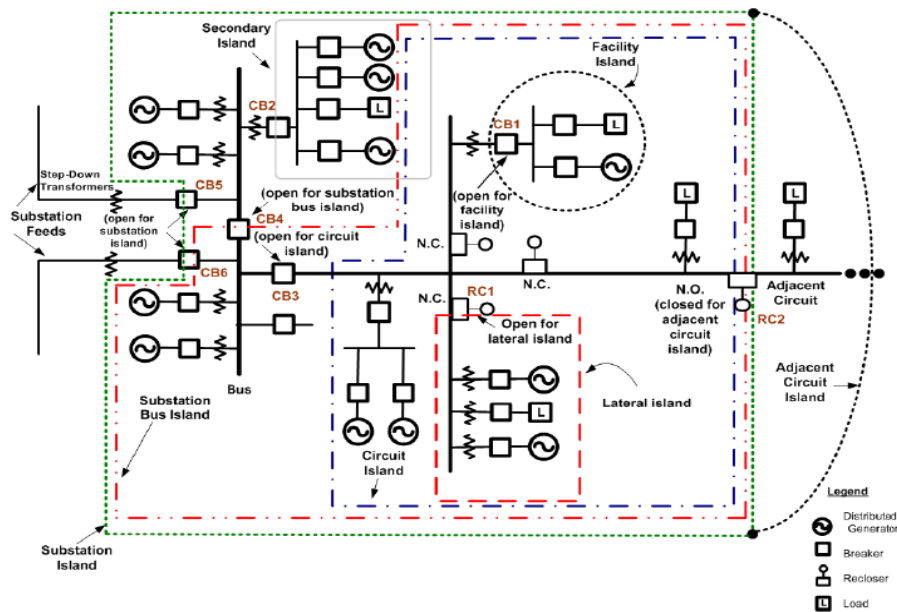 Secondary
Island
Facility
Island
CB2
L
CB1
L
Step-Down
Transformers
CB5
Substation
Feeds
(open for
substation
island)
(open for substation
bus island)
CB4
(open for circuit
island)
(open for
facility
island)
L
L
CB6
CB3
N.C.
N.C.
RC1
N.C.
Open for
lateral island
N.O.
(closed for
adjacent circuit
island)
Adjacent
Circuit
RC2
Bus
Substation
Bus Island
L
Lateral island
Adjacent
Circuit
Island
Circuit
Island
Substation
Island
Legend
Distributed
Generator
Breaker
Recloser
L
Load